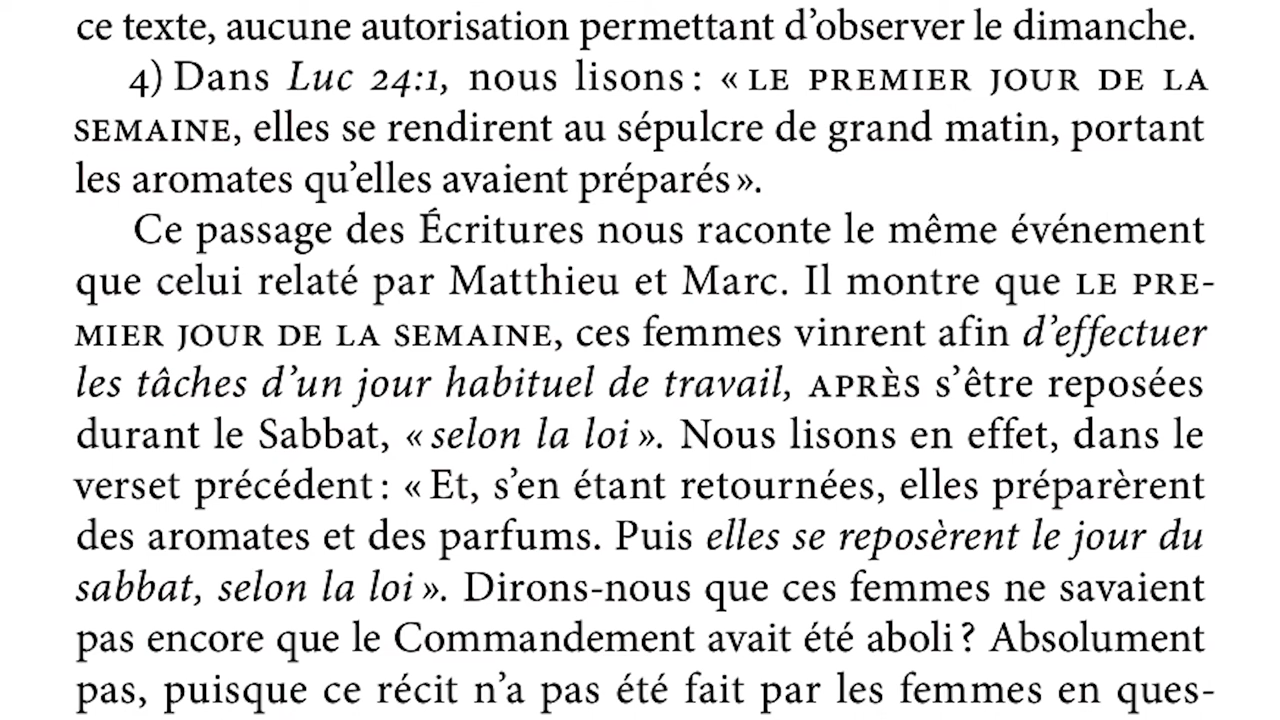 ce texte, aucune autorisation permettant d’observer le dimanche.
4) Dans Luc 24:1, nous lisons : « LE PREMIER JOUR DE LA
SEMAINE, elles se rendirent au sépulcre de grand matin, portant
les aromates qu’elles avaient préparés ».
Ce passage des Écritures nous raconte le même événement
que celui relaté par Matthieu et Marc. Il montre que LE PRE-
MIER JOUR DE LA SEMAINE, ces femmes vinrent afin d’effectuer
les tâches d’un jour habituel de travail, APRÈS s’être reposées
durant le Sabbat, « selon la loi ». Nous lisons en effet, dans le
verset précédent : « Et, s’en étant retournées, elles préparèrent
des aromates et des parfums. Puis elles se reposèrent le jour du
sabbat, selon la loi ». Dirons-nous que ces femmes ne savaient
pas encore que le Commandement avait été aboli ? Absolument
pas, puisque ce récit n’a pas été fait par les femmes en ques-